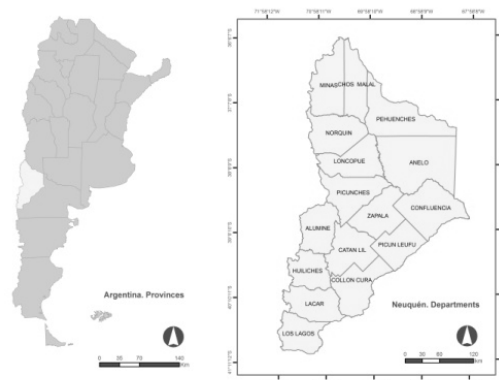 Argentina. Provinces
0 35 70 140
Km
MINAS
CHOS MALAL
PEHUENCHES
NORQUIN
LONCOPUE
ANELO
PICUNCHES
CONFLUENCIA
ZAPALA
ALUMINE
PICUN LEUFU
CATAN LIL
HUILICHES
COLLON CURA
LACAR
LOS LAGOS
Neuquén. Departments
0 30 60 120
Km